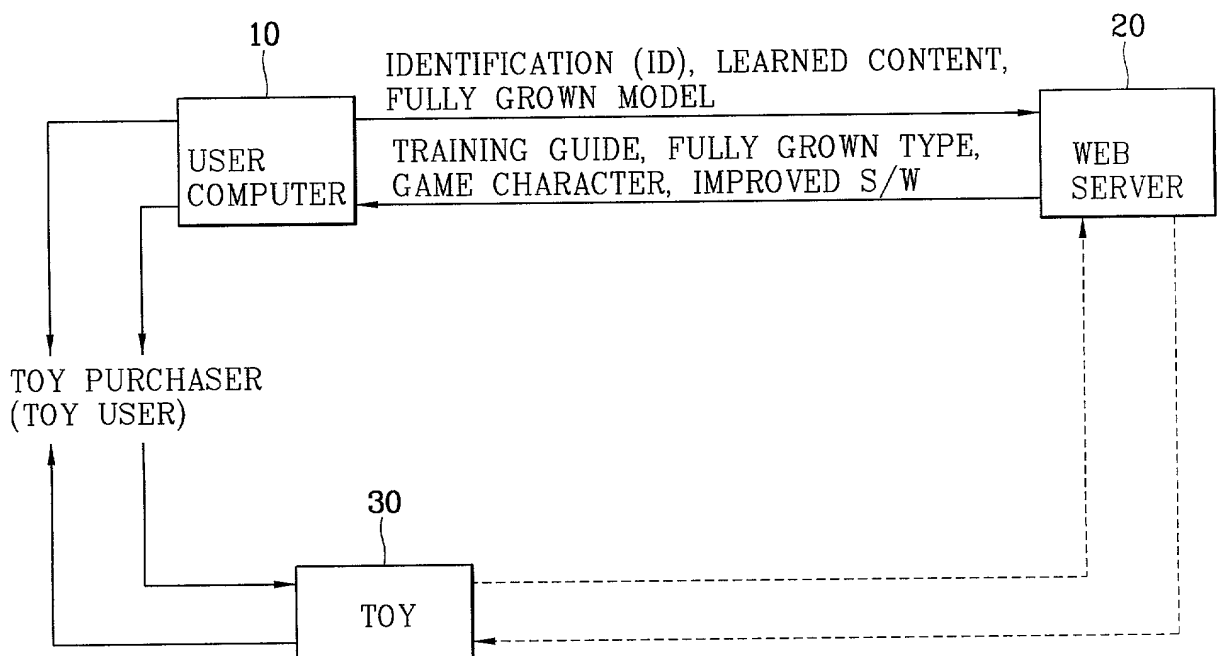 10
20
IDENTIFICATION (ID), LEARNED CONTENT,
FULLY GROWN MODEL
USER
COMPUTER
TRAINING GUIDE, FULLY GROWN TYPE,
GAME CHARACTER, IMPROVED S/W
WEB
SERVER
TOY PURCHASER
(TOY USER)
30
TOY